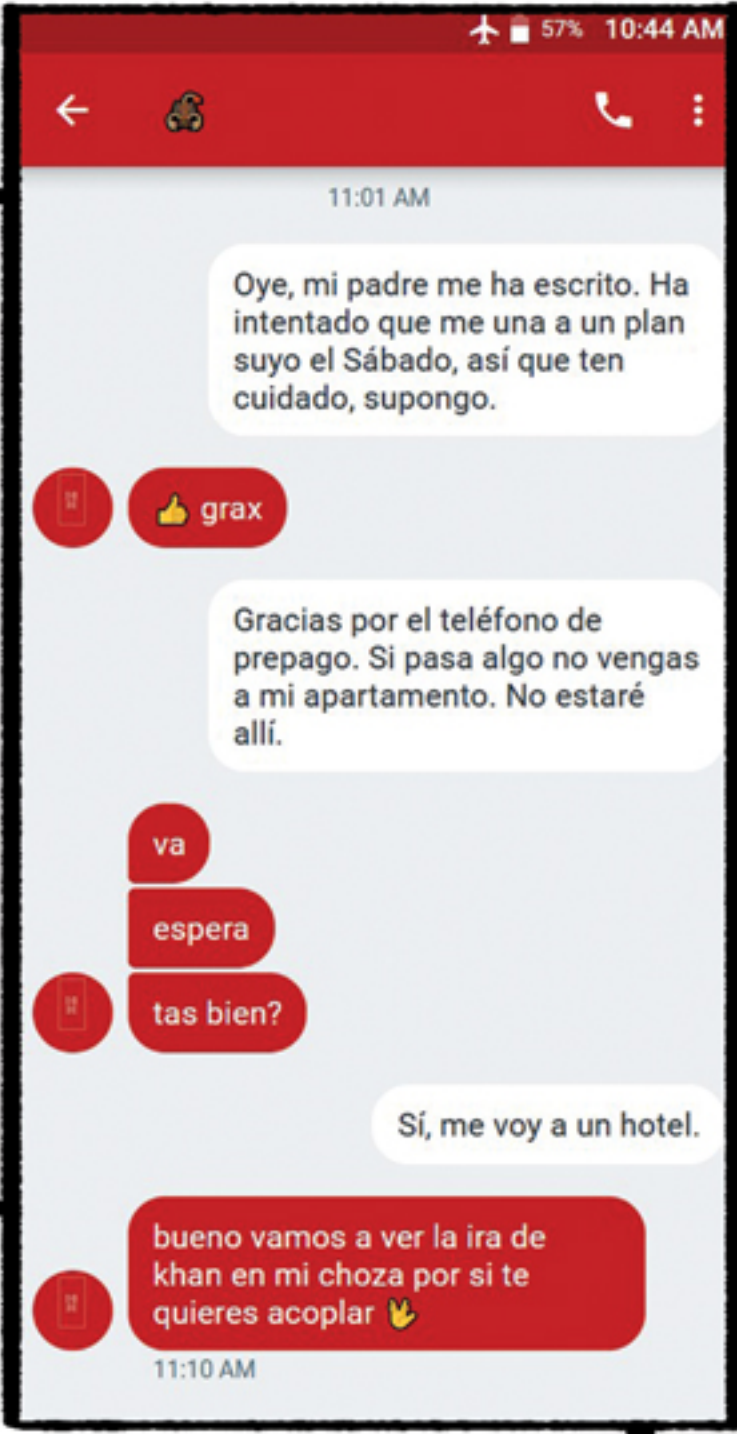 57% 10:44 AM
11:01 AM
Oye, mi padre me ha escrito. Ha
intentado que me una a un plan
suyo el Sábado, así que ten
cuidado, supongo.
👍 grax
Gracias por el teléfono de
prepago. Si pasa algo no vengas
a mi apartamento. No estaré
allí.
va
espera
tas bien?
Sí, me voy a un hotel.
bueno vamos a ver la ira de
khan en mi choza por si te
quieres acoplar 🖖
11:10 AM